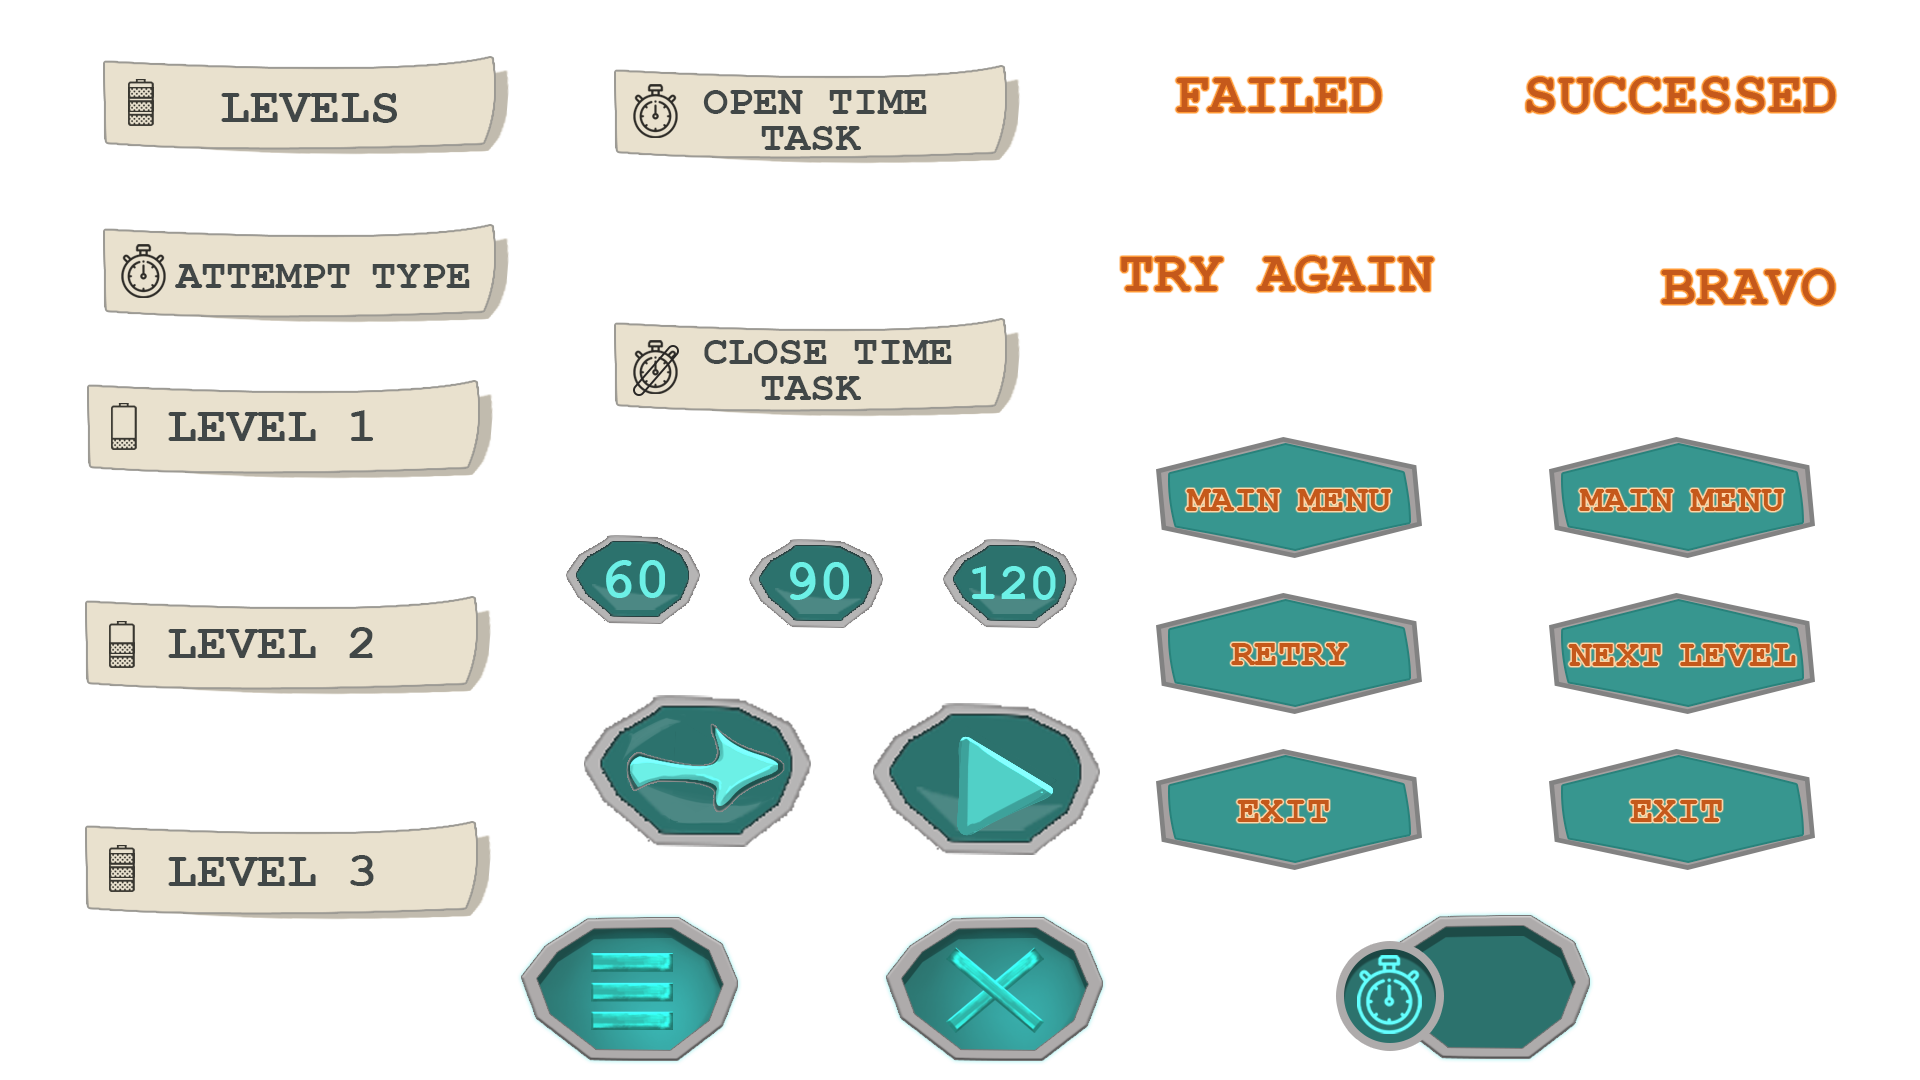 LEVELS
ATTEMPT TYPE
LEVEL 1
LEVEL 2
LEVEL 3
OPEN TIME
TASK
CLOSE TIME
TASK
60
90
120
FAILED
TRY AGAIN
MAIN MENU
RETRY
EXIT
SUCCESSED
BRAVO
MAIN MENU
NEXT LEVEL
EXIT